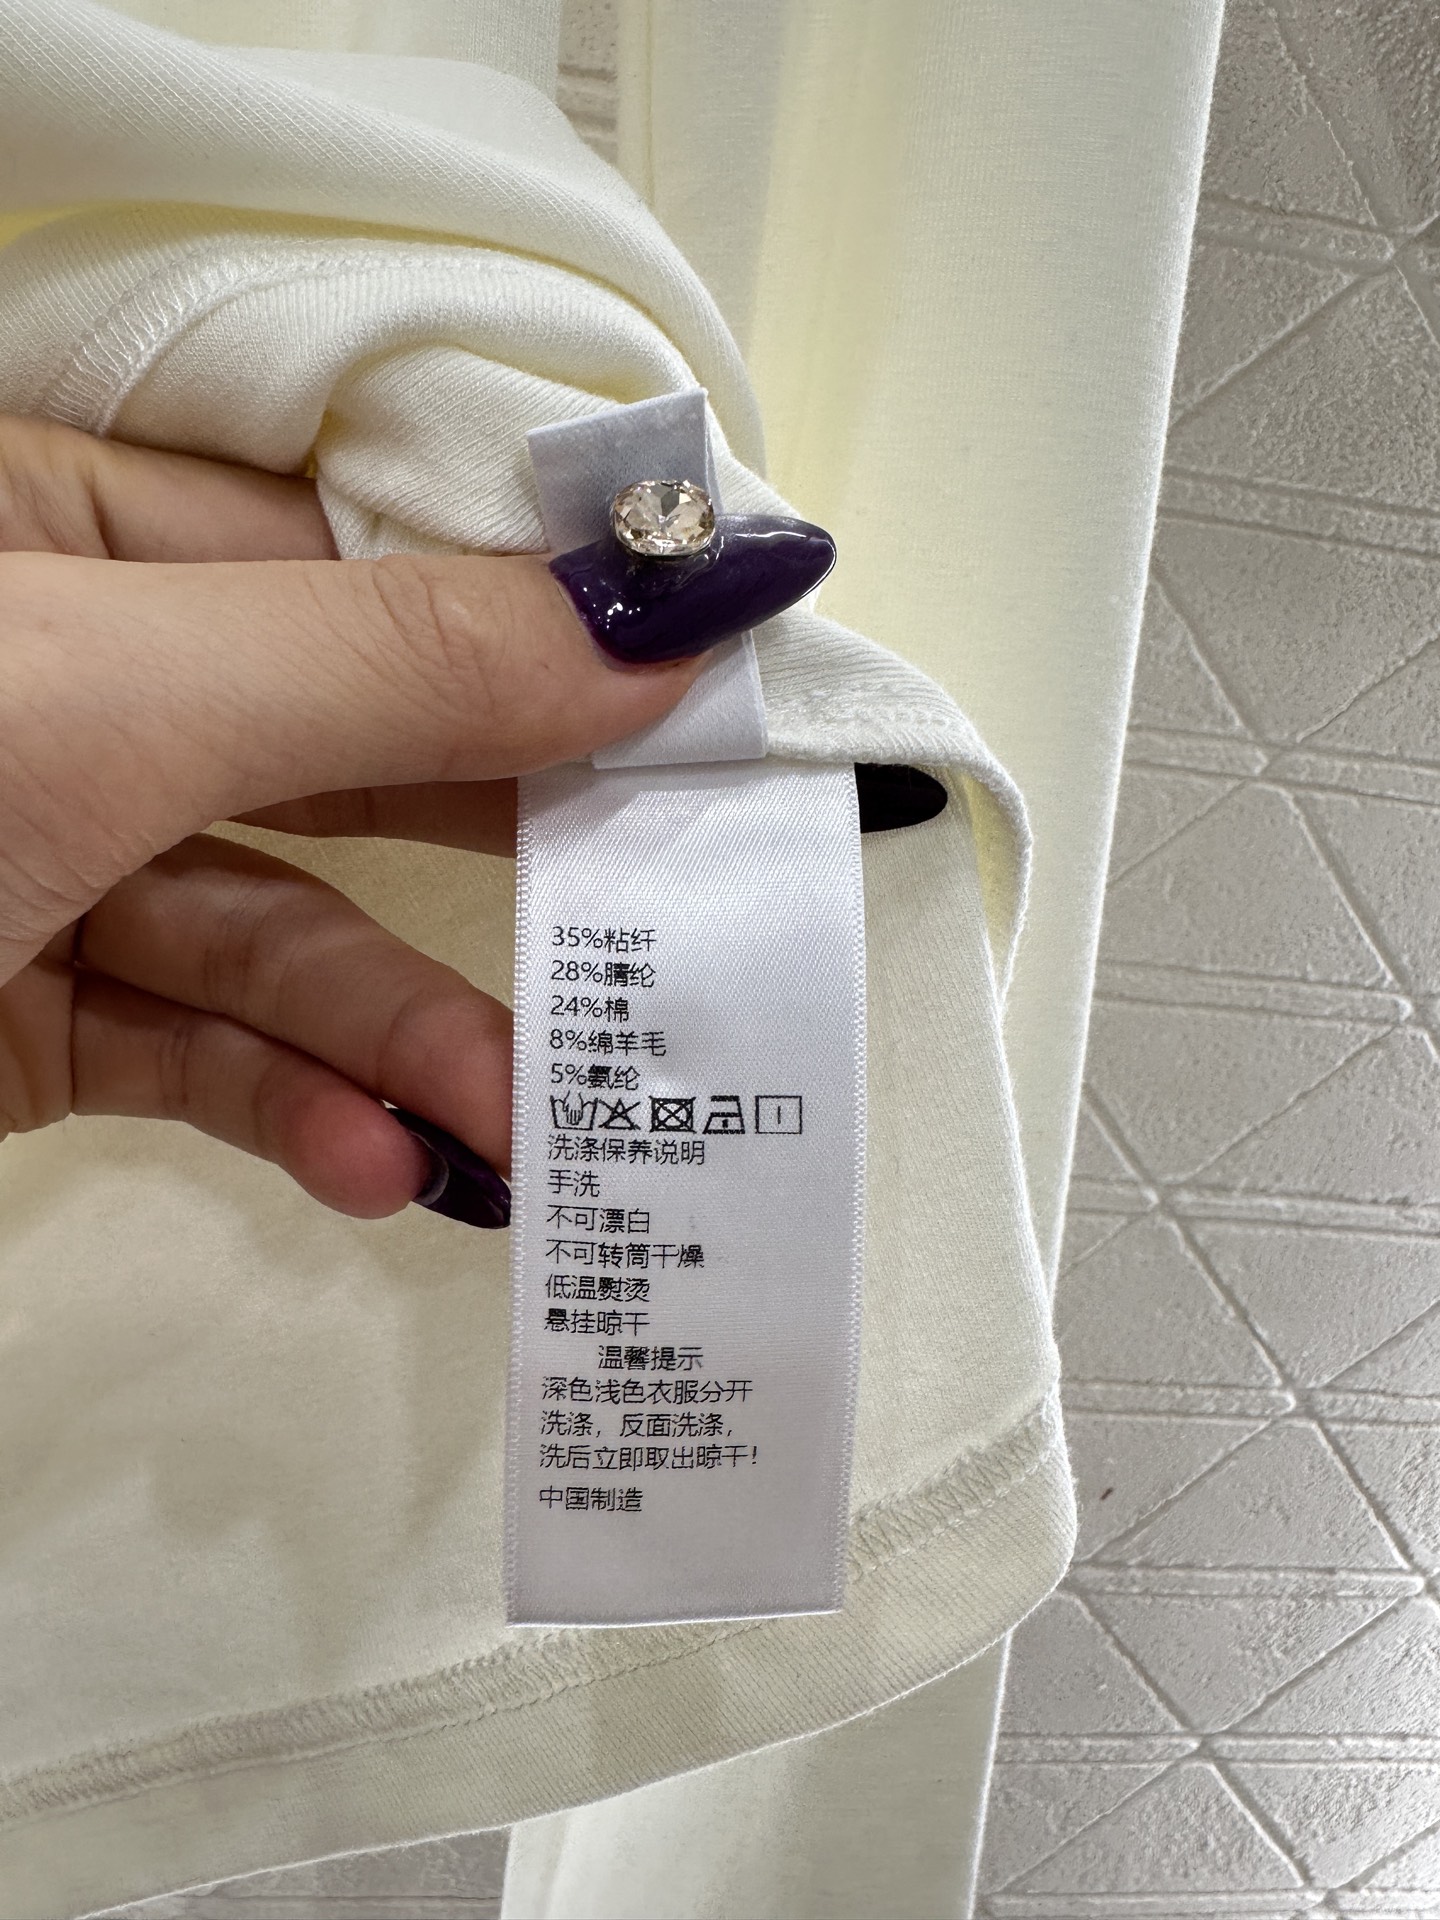 35%粘纤
28%腈纶
24%棉
8%绵羊毛
5%氨纶
洗涤保养说明
手洗
不可漂白
不可转筒干燥
低温熨烫
悬挂晾干
温馨提示
深色浅色衣服分开
洗涤，反面洗涤，
洗后立即取出晾干！
中国制造